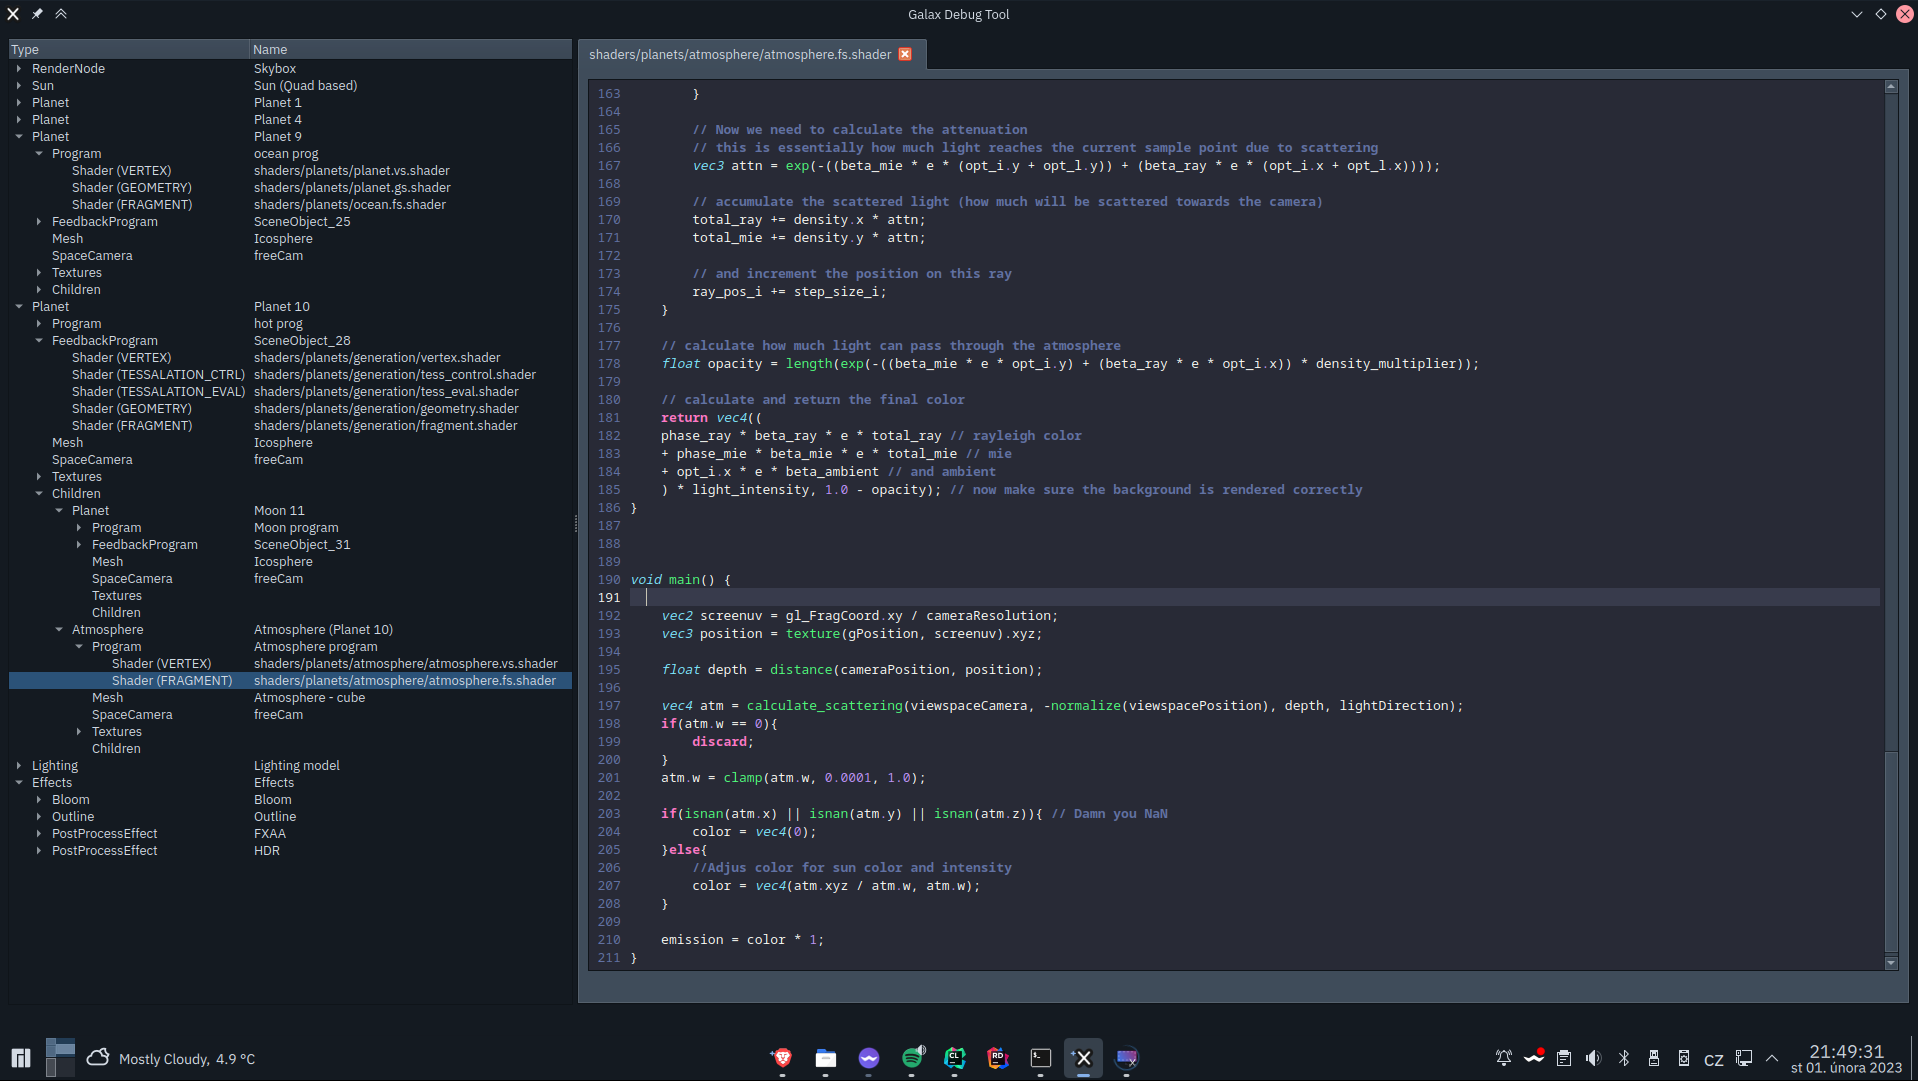 Galax Debug Tool
Type Name
RenderNode Skybox
Sun Sun (Quad based)
Planet Planet 1
Planet Planet 4
Planet Planet 9
Program ocean prog
Shader (VERTEX) shaders/planets/planet.vs.shader
Shader (GEOMETRY) shaders/planets/planet.gs.shader
Shader (FRAGMENT) shaders/planets/ocean.fs.shader
FeedbackProgram SceneObject_25
Mesh Icosphere
SpaceCamera freeCam
Textures
Children
Planet Planet 10
Program hot prog
FeedbackProgram SceneObject_28
Shader (VERTEX) shaders/planets/generation/vertex.shader
Shader (TESSALATION_CTRL) shaders/planets/generation/tess_control.shader
Shader (TESSALATION_EVAL) shaders/planets/generation/tess_eval.shader
Shader (GEOMETRY) shaders/planets/generation/geometry.shader
Shader (FRAGMENT) shaders/planets/generation/fragment.shader
Mesh Icosphere
SpaceCamera freeCam
Textures
Children
Planet Moon 11
Program Moon program
FeedbackProgram SceneObject_31
Mesh Icosphere
SpaceCamera freeCam
Textures
Children
Atmosphere Atmosphere (Planet 10)
Program Atmosphere program
Shader (VERTEX) shaders/planets/atmosphere/atmosphere.vs.shader
Shader (FRAGMENT) shaders/planets/atmosphere/atmosphere.fs.shader
Mesh Atmosphere - cube
SpaceCamera freeCam
Textures
Children
Lighting Lighting model
Effects Effects
Bloom Bloom
Outline Outline
PostProcessEffect FXAA
PostProcessEffect HDR
shaders/planets/atmosphere/atmosphere.fs.shader
163 }
164
165 // Now we need to calculate the attenuation
166 // this is essentially how much light reaches the current sample point due to scattering
167 vec3 attn = exp(-((beta_mie * e * (opt_i.y + opt_l.y)) + (beta_ray * e * (opt_i.x + opt_l.x))));
168
169 // accumulate the scattered light (how much will be scattered towards the camera)
170 total_ray += density.x * attn;
171 total_mie += density.y * attn;
172
173 // and increment the position on this ray
174 ray_pos_i += step_size_i;
175 }
176
177 // calculate how much light can pass through the atmosphere
178 float opacity = length(exp(-((beta_mie * e * opt_i.y) + (beta_ray * e * opt_i.x)) * density_multiplier));
179
180 // calculate and return the final color
181 return vec4((
182 phase_ray * beta_ray * e * total_ray // rayleigh color
183 + phase_mie * beta_mie * e * total_mie // mie
184 + opt_i.x * e * beta_ambient // and ambient
185 ) * light_intensity, 1.0 - opacity); // now make sure the background is rendered correctly
186 }
187
188
189
190 void main() {
191
192 vec2 screenuv = gl_FragCoord.xy / cameraResolution;
193 vec3 position = texture(gPosition, screenuv).xyz;
194
195 float depth = distance(cameraPosition, position);
196
197 vec4 atm = calculate_scattering(viewspaceCamera, -normalize(viewspacePosition), depth, lightDirection);
198 if(atm.w == 0){
199 discard;
200 }
201 atm.w = clamp(atm.w, 0.0001, 1.0);
202
203 if(isnan(atm.x) || isnan(atm.y) || isnan(atm.z)){ // Damn you NaN
204 color = vec4(0);
205 }else{
206 //Adjus color for sun color and intensity
207 color = vec4(atm.xyz / atm.w, atm.w);
208 }
209
210 emission = color * 1;
211 }
Mostly Cloudy, 4.9 °C
CL
RD
CZ
21:49:31
st 01. února 2023